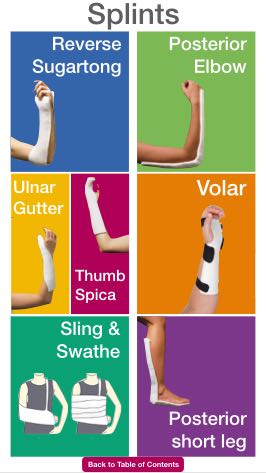 Splints
Reverse
Sugartong
Posterior
Elbow
Ulnar
Gutter
Thumb
Spica
Volar
Sling &
Swathe
Posterior
short leg
Back to Table of Contents